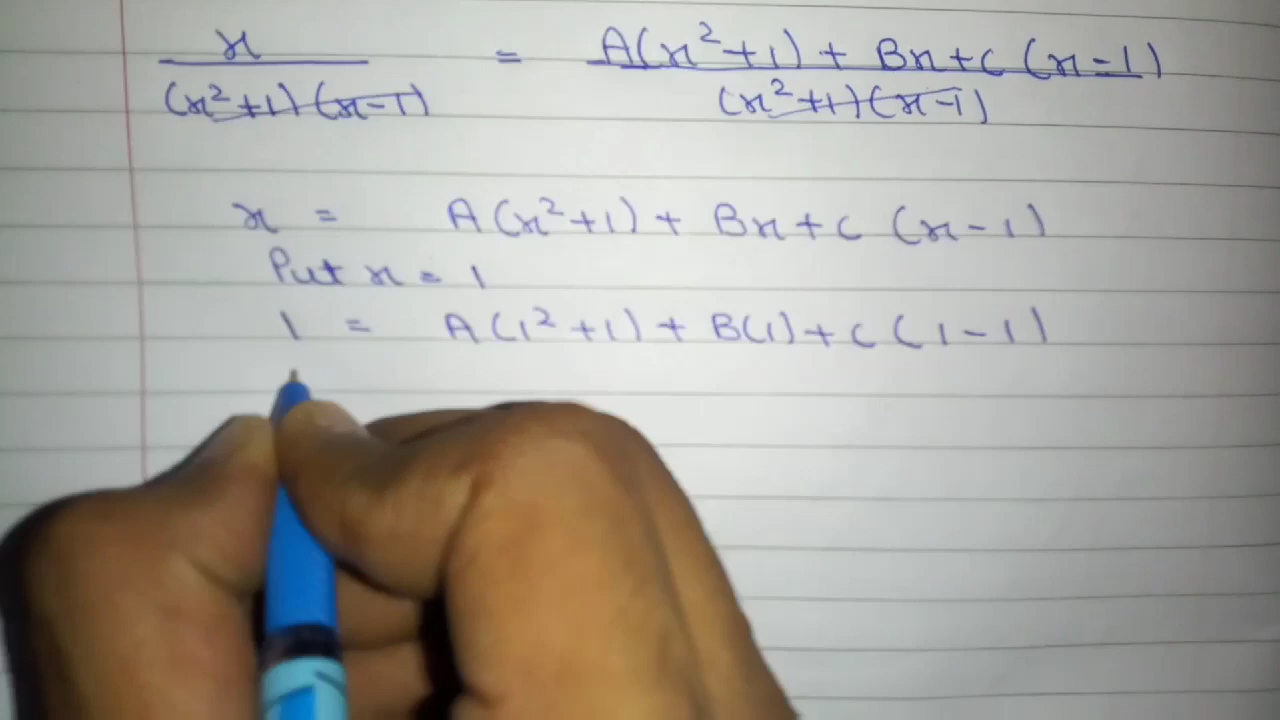 x / (x²+1)(x-1) = A(x²+1) + Bx+C (x-1) / (x²+1)(x-1)
x = A(x²+1) + Bx+C (x-1)
Put x = 1
1 = A(1²+1) + B(1)+C(1-1)